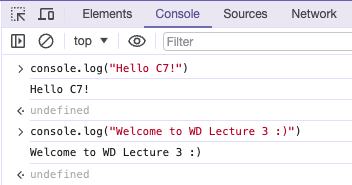 Elements Console Sources Network
top Filter
> console.log("Hello C7!")
Hello C7!
<· undefined
> console.log("Welcome to WD Lecture 3 :)")
Welcome to WD Lecture 3 :)
<· undefined